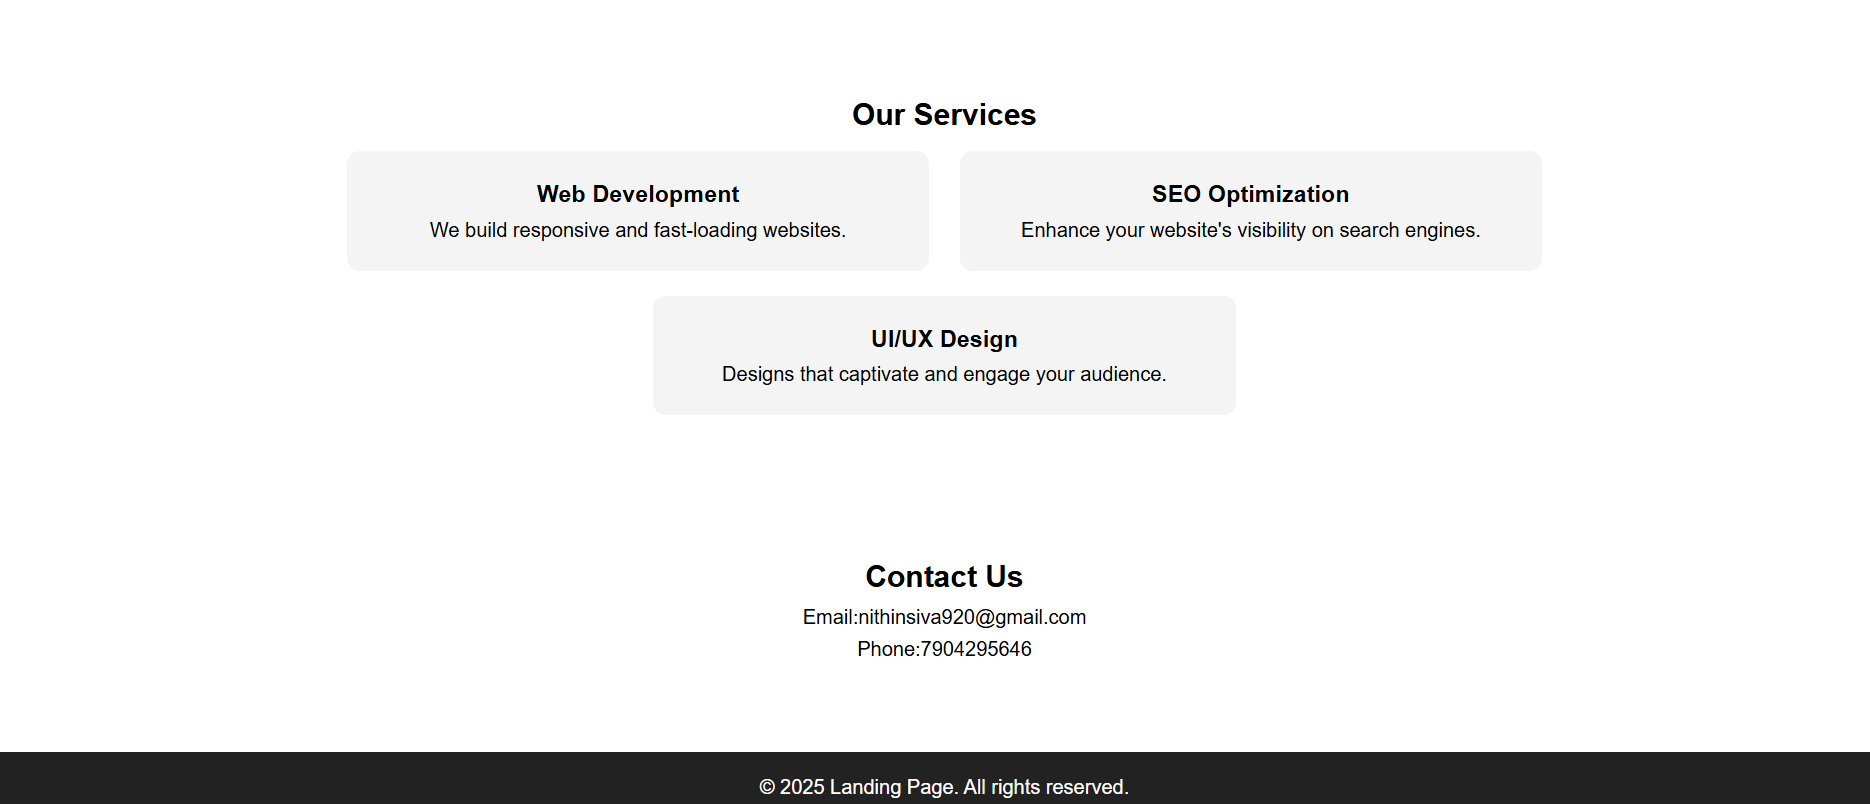 Our Services
Web Development
We build responsive and fast-loading websites.
SEO Optimization
Enhance your website's visibility on search engines.
UI/UX Design
Designs that captivate and engage your audience.
Contact Us
Email:nithinsiva920@gmail.com
Phone:7904295646
© 2025 Landing Page. All rights reserved.